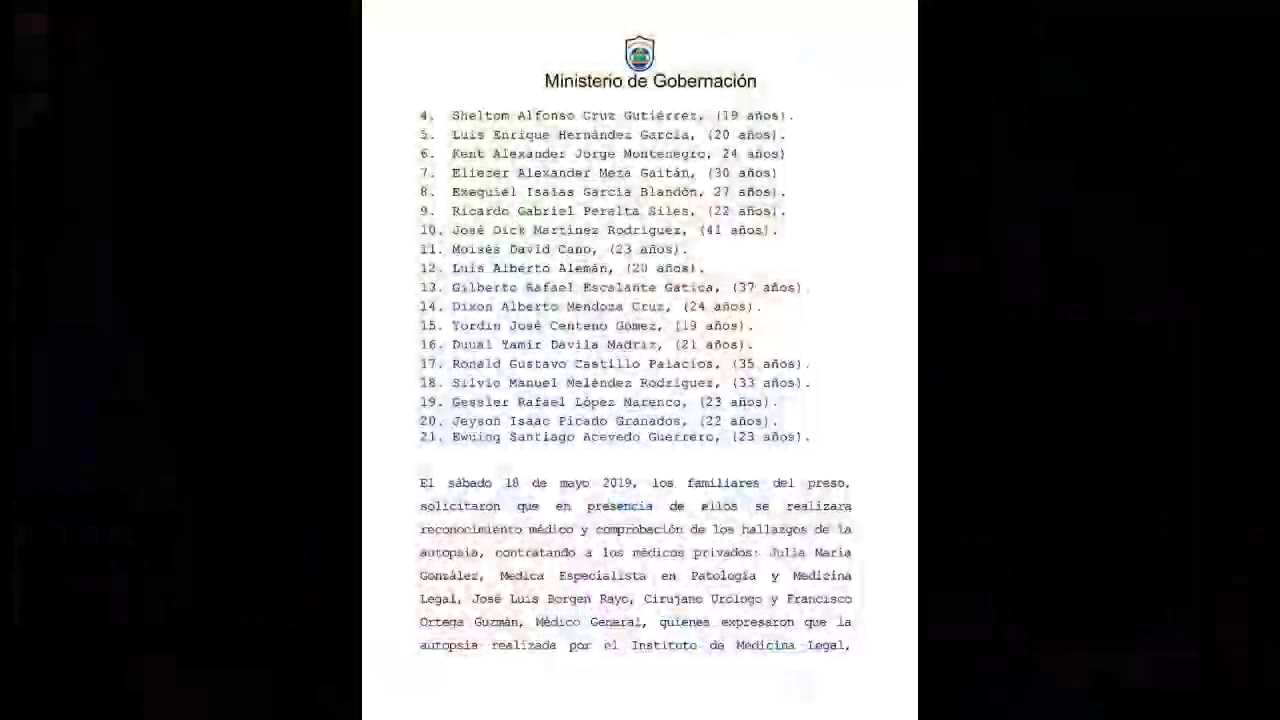 Ministerio de Gobernación
4. Sheltom Alfonso Cruz Gutiérrez, (19 años).
5. Luis Enrique Hernández García, (20 años).
6. Kent Alexander Jorge Montenegro, 24 años)
7. Eliezer Alexander Meza Gaitán, (30 años)
8. Exequiel Isaías García Blandón, 27 años).
9. Ricardo Gabriel Peralta Siles, (22 años).
10. José Dick Martínez Rodríguez, (41 años).
11. Moisés David Cano, (23 años).
12. Luis Alberto Alemán, (20 años).
13. Gilberto Rafael Escalante Gatica, (37 años).
14. Dixon Alberto Mendoza Cruz, (24 años).
15. Yordin José Centeno Gómez, (19 años).
16. Duual Yamir Dávila Madriz, (21 años).
17. Ronald Gustavo Castillo Palacios, (35 años).
18. Silvio Manuel Meléndez Rodríguez, (33 años).
19. Gessler Rafael López Marenco, (23 años).
20. Jeyson Isaac Picado Granados, (22 años).
21. Ewuing Santiago Acevedo Guerrero, (23 años).
El sábado 18 de mayo 2019, los familiares del preso,
solicitaron que en presencia de ellos se realizara
reconocimiento médico y comprobación de los hallazgos de la
autopsia, contratando a los médicos privados: Julia María
González, Medica Especialista en Patología y Medicina
Legal, José Luis Borgen Rayo, Cirujano Urologo y Francisco
Ortega Guzmán, Médico General, quienes expresaron que la
autopsia realizada por el Instituto de Medicina Legal,